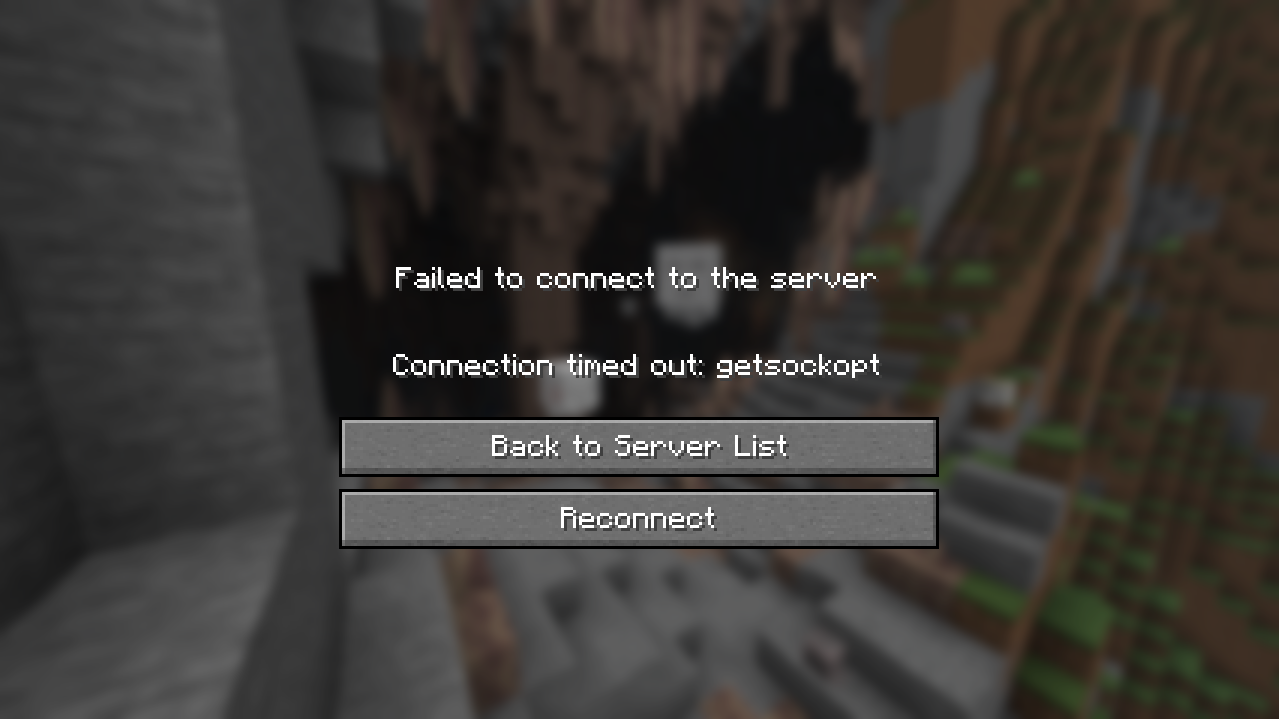 Failed to connect to the server
Connection timed out: getsockopt
Back to Server List
Reconnect